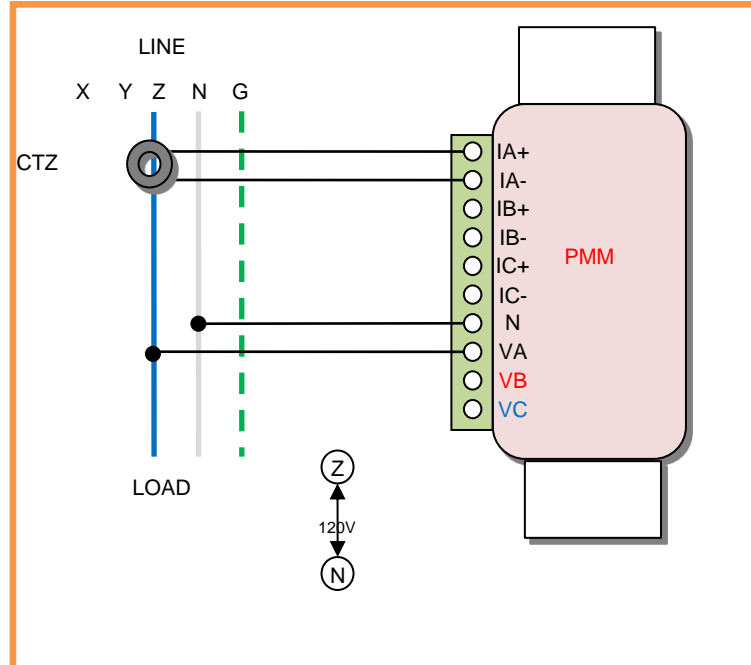 LINE
X Y Z N G
CTZ
IA+
IA-
IB+
IB-
IC+
IC-
N
VA
VB
VC
PMM
LOAD
Z
120V
N